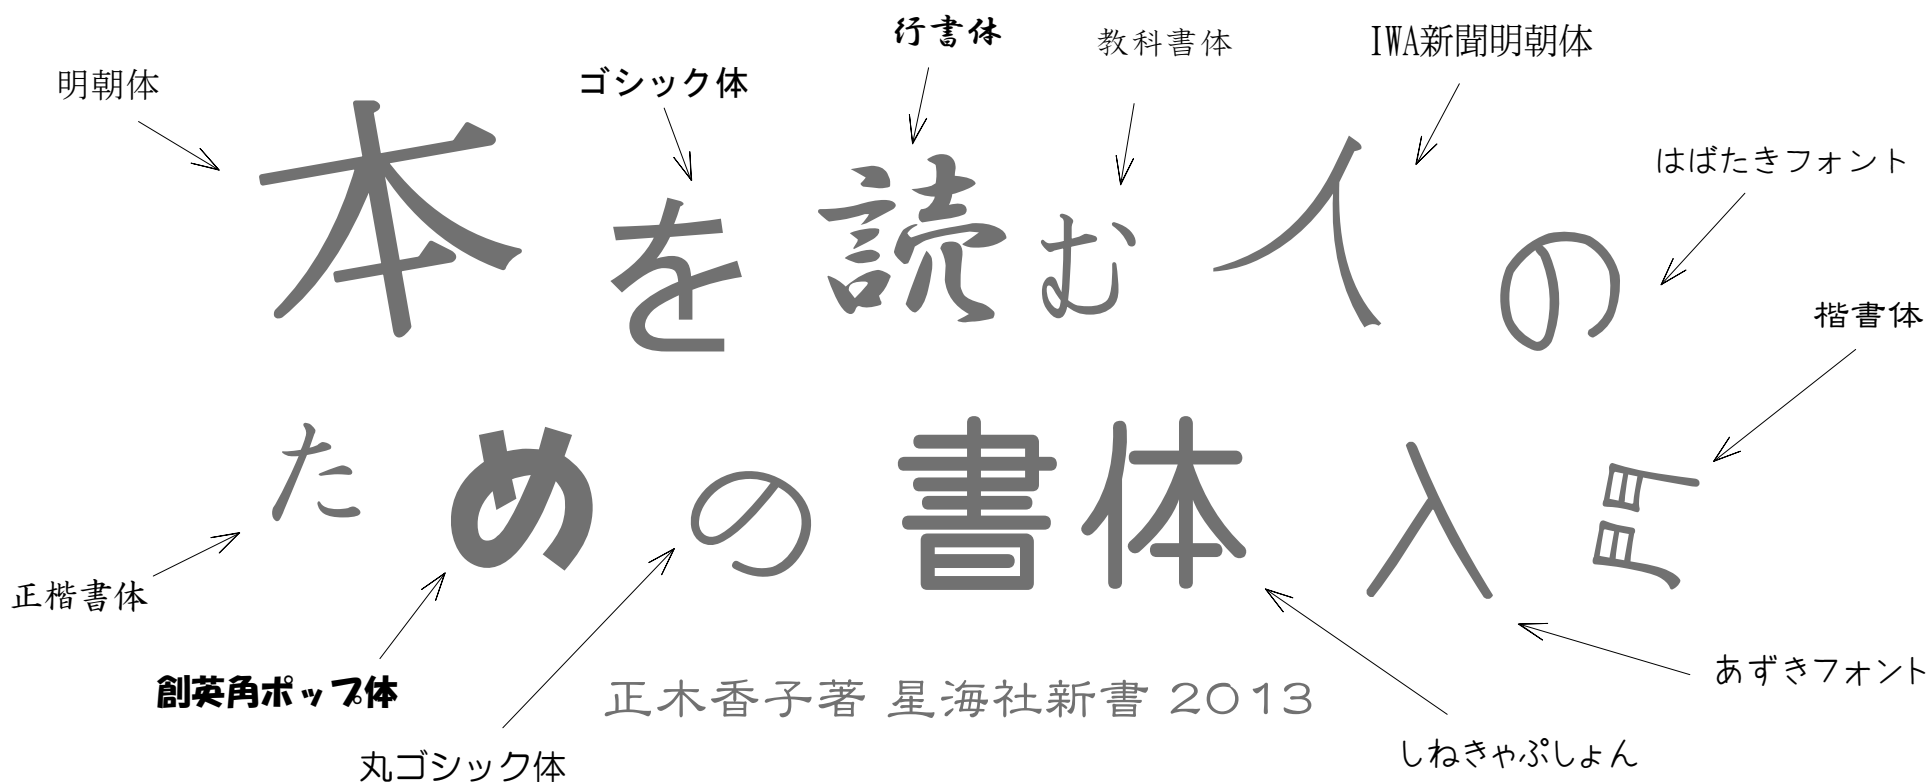 行書体
教科書体
IWA新聞明朝体
明朝体
ゴシック体
はばたきフォント
本を読む人の
楷書体
ための書体入門
正楷書体
創英角ポップ体
正木香子著 星海社新書 2013
あずきフォント
丸ゴシック体
しねきゃぷしょん